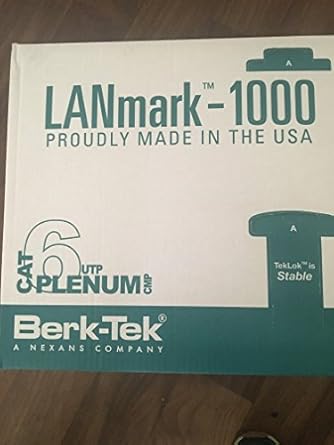 A
LANmark™-1000
PROUDLY MADE IN THE USA
A
TekLok™ is
Stable
CAT 6 UTP
PLENUM CMP
Berk-Tek®
A NEXANS COMPANY